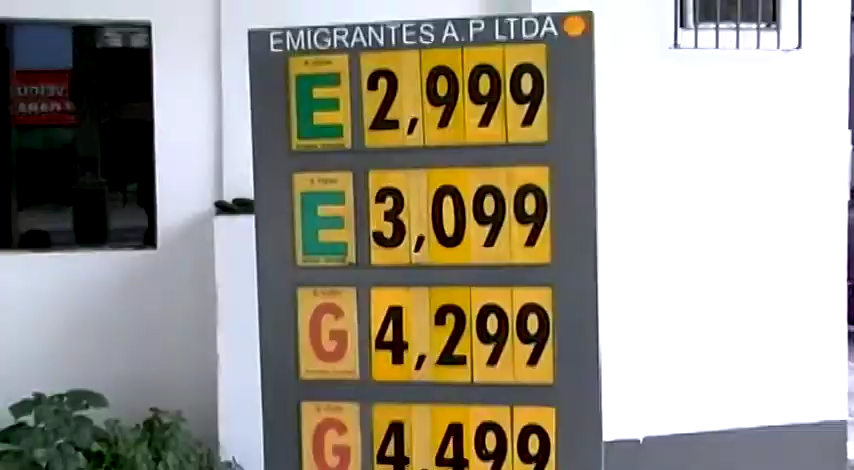 EMIGRANTES A.P LTDA
E 2,999
E 3,099
G 4,299
G 4,499